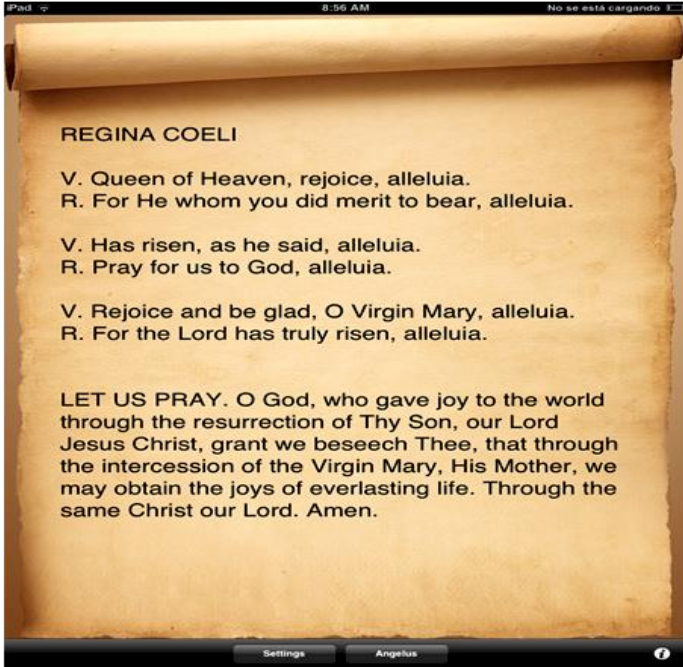 iPad
8:56 AM
No se está cargando
REGINA COELI
V. Queen of Heaven, rejoice, alleluia.
R. For He whom you did merit to bear, alleluia.
V. Has risen, as he said, alleluia.
R. Pray for us to God, alleluia.
V. Rejoice and be glad, O Virgin Mary, alleluia.
R. For the Lord has truly risen, alleluia.
LET US PRAY. O God, who gave joy to the world
through the resurrection of Thy Son, our Lord
Jesus Christ, grant we beseech Thee, that through
the intercession of the Virgin Mary, His Mother, we
may obtain the joys of everlasting life. Through the
same Christ our Lord. Amen.
Settings
Angelus